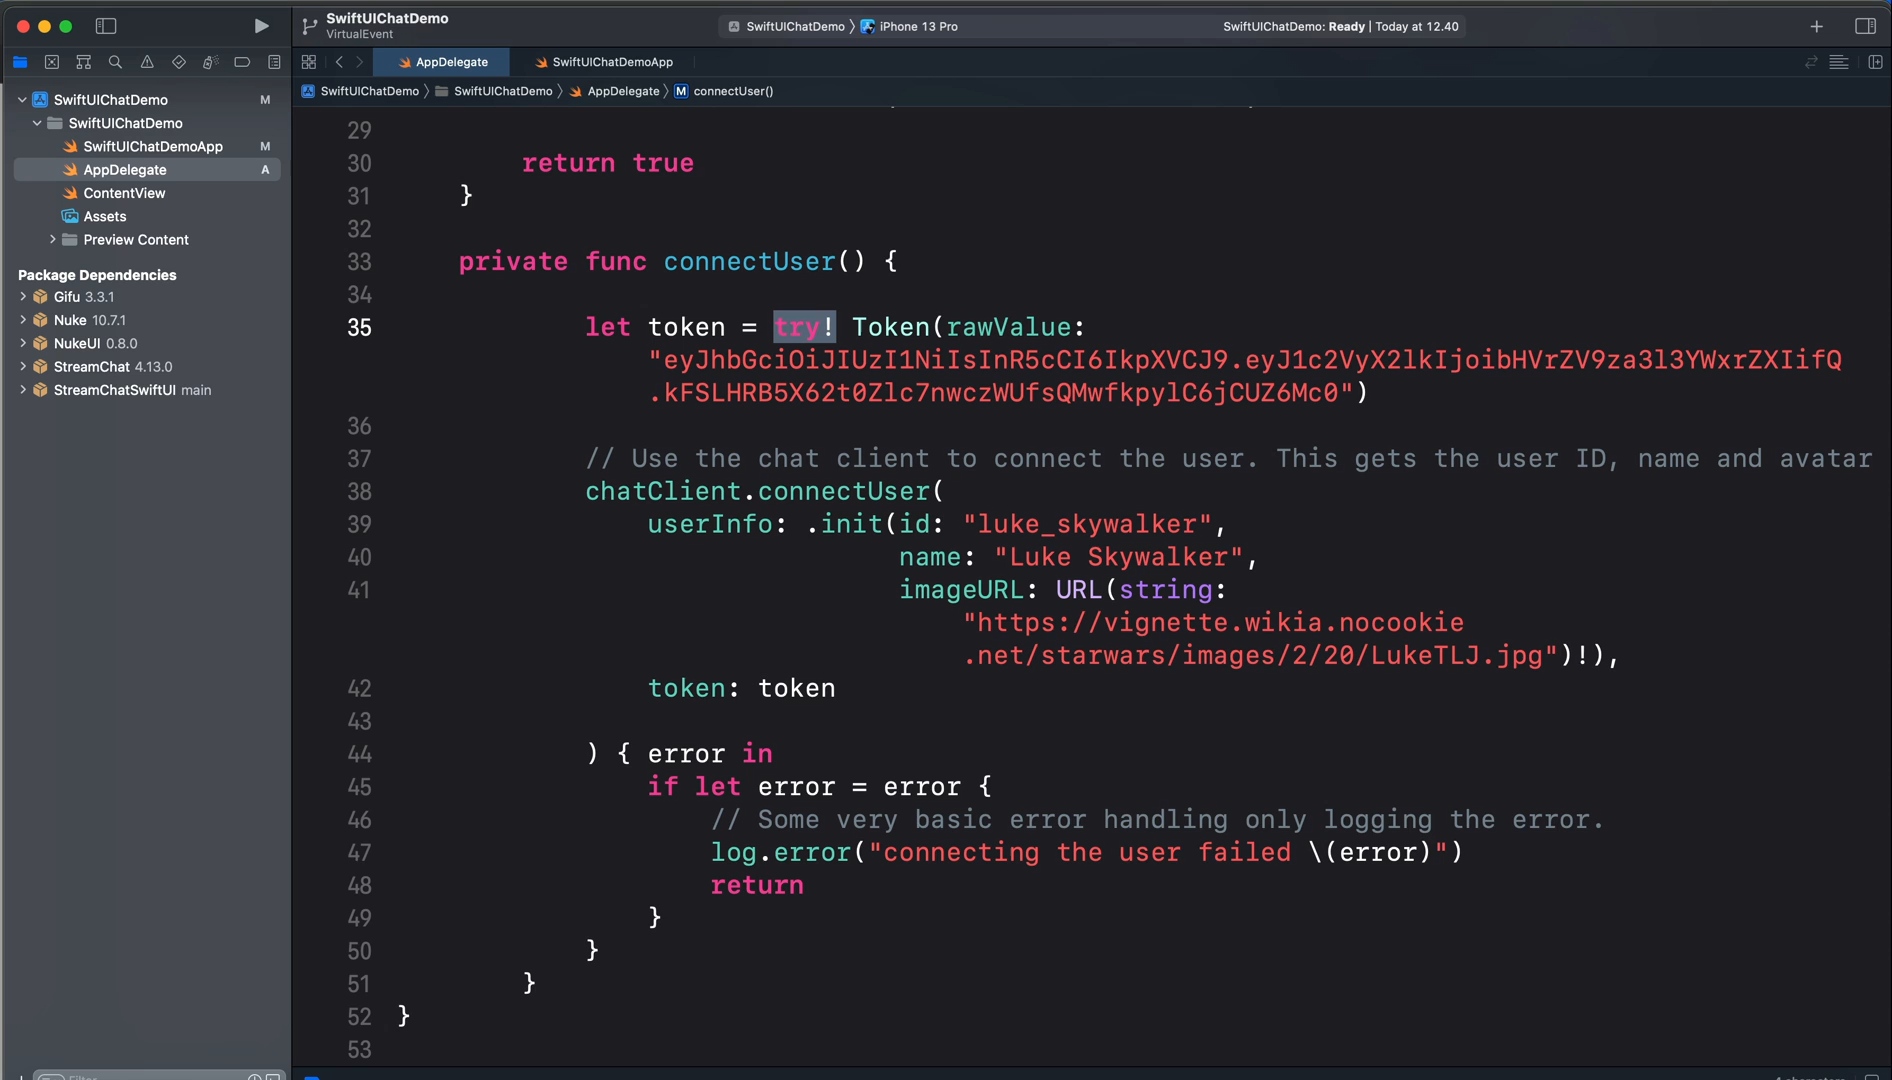 SwiftUIChatDemo
VirtualEvent
SwiftUIChatDemo 〉 iPhone 13 Pro
SwiftUIChatDemo: Ready | Today at 12.40
AppDelegate
SwiftUIChatDemoApp
SwiftUIChatDemo 〉 SwiftUIChatDemo 〉 AppDelegate 〉 M connectUser()
SwiftUIChatDemo M
SwiftUIChatDemo
SwiftUIChatDemoApp M
AppDelegate A
ContentView
Assets
Preview Content
Package Dependencies
Gifu 3.3.1
Nuke 10.7.1
NukeUI 0.8.0
StreamChat 4.13.0
StreamChatSwiftUI main
29
30 return true
31 }
32
33 private func connectUser() {
34
35 let token = try! Token(rawValue:
"eyJhbGciOiJIUzI1NiIsInR5cCI6IkpXVCJ9.eyJ1c2VyX2lkIjoibHVrZV9za3l3YWxrZXIifQ
.kFSLHRB5X62t0Zlc7nwczWUfsQMwfkpylC6jCUZ6Mc0")
36
37 // Use the chat client to connect the user. This gets the user ID, name and avatar
38 chatClient.connectUser(
39 userInfo: .init(id: "luke_skywalker",
40 name: "Luke Skywalker",
41 imageURL: URL(string:
"https://vignette.wikia.nocookie
.net/starwars/images/2/20/LukeTLJ.jpg")!),
42 token: token
43
44 ) { error in
45 if let error = error {
46 // Some very basic error handling only logging the error.
47 log.error("connecting the user failed \(error)")
48 return
49 }
50 }
51 }
52 }
53